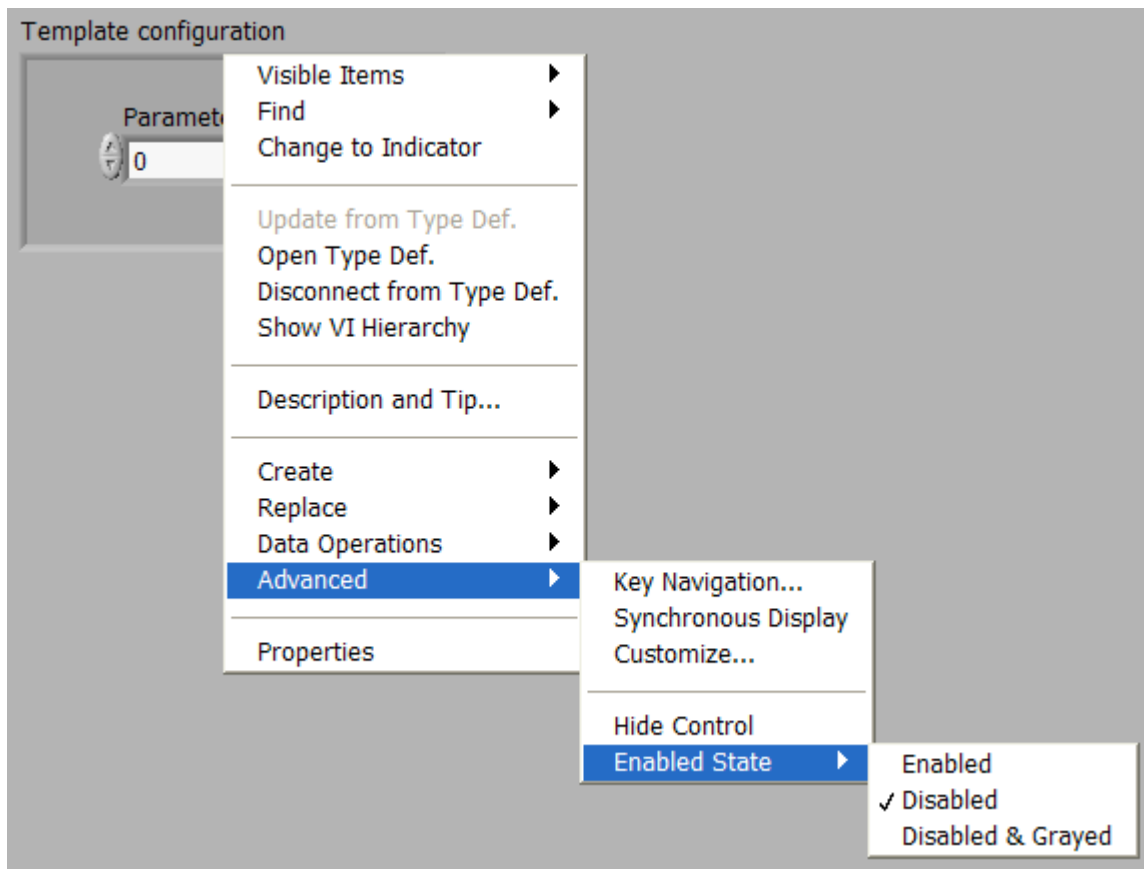 Template configuration
Visible Items
Find
Paramet
Change to Indicator
0
Update from Type Def.
Open Type Def.
Disconnect from Type Def.
Show VI Hierarchy
Description and Tip...
Create
Replace
Data Operations
Advanced
Properties
Key Navigation...
Synchronous Display
Customize...
Hide Control
Enabled State
Enabled
Disabled
Disabled & Grayed